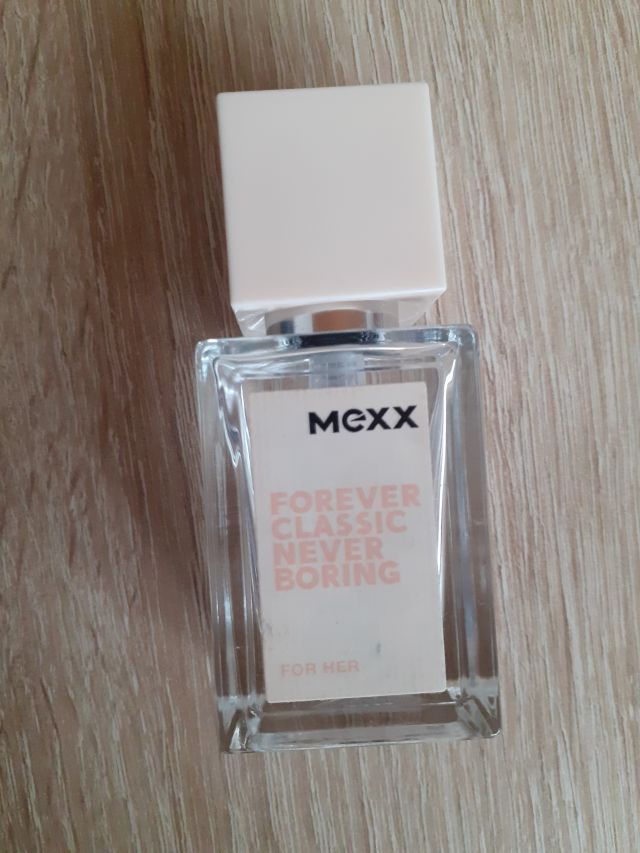 MEXX
FOREVER
CLASSIC
NEVER
BORING
FOR HER